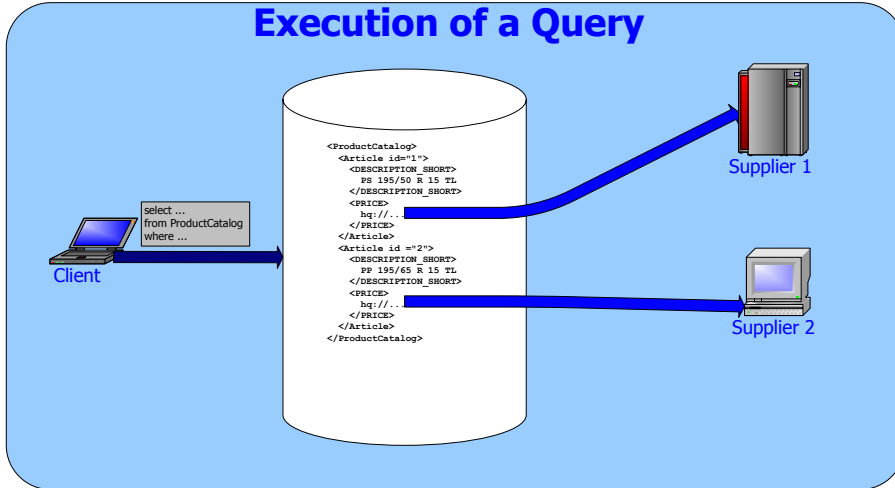 Execution of a Query
<ProductCatalog>
<Article id="1">
<DESCRIPTION_SHORT>
PS 195/50 R 15 TL
</DESCRIPTION_SHORT>
<PRICE>
hq://...
</PRICE>
</Article>
<Article id ="2">
<DESCRIPTION_SHORT>
PP 195/65 R 15 TL
</DESCRIPTION_SHORT>
<PRICE>
hq://...
</PRICE>
</Article>
</ProductCatalog>
select ...
from ProductCatalog
where ...
Client
Supplier 1
Supplier 2